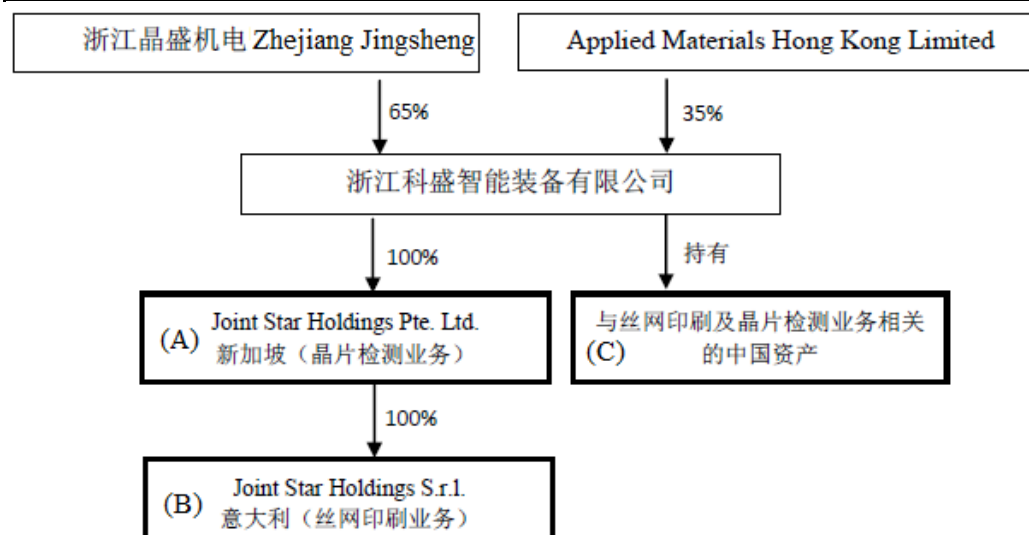 浙江晶盛机电 Zhejiang Jingsheng
Applied Materials Hong Kong Limited
65%
35%
浙江科盛智能装备有限公司
100%
持有
(A)
Joint Star Holdings Pte. Ltd.
新加坡（晶片检测业务）
与丝网印刷及晶片检测业务相关
(C) 的中国资产
100%
(B)
Joint Star Holdings S.r.l.
意大利（丝网印刷业务）